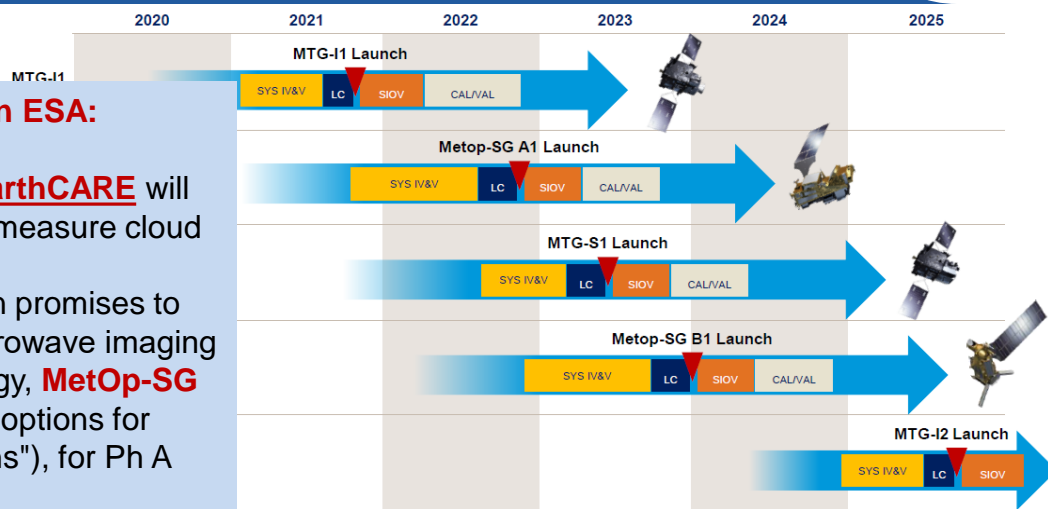 2020 2021 2022 2023 2024 2025
MTG-I1 Launch
MTG-I1
SYS IV&V LC SIOV CAL/VAL
n ESA:
Metop-SG A1 Launch
arthCARE will
SYS IV&V LC SIOV CAL/VAL
measure cloud
MTG-S1 Launch
SYS IV&V LC SIOV CAL/VAL
n promises to
rowave imaging
Metop-SG B1 Launch
gy, MetOp-SG
SYS IV&V LC SIOV CAL/VAL
options for
ns"), for Ph A
MTG-I2 Launch
SYS IV&V LC SIOV